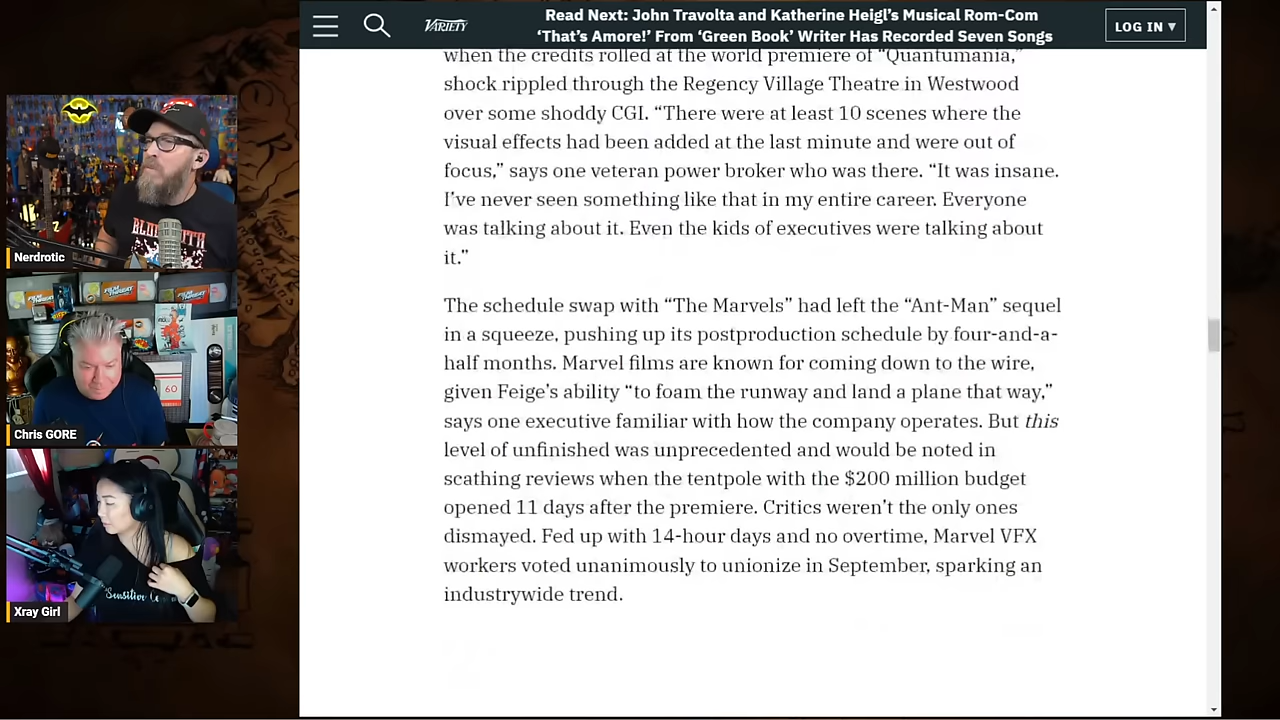 VARIETY
Read Next: John Travolta and Katherine Heigl's Musical Rom-Com
'That's Amore!' From 'Green Book' Writer Has Recorded Seven Songs
LOG IN ▾
when the credits rolled at the world premiere of “Quantumania,”
shock rippled through the Regency Village Theatre in Westwood
over some shoddy CGI. “There were at least 10 scenes where the
visual effects had been added at the last minute and were out of
focus,” says one veteran power broker who was there. “It was insane.
I've never seen something like that in my entire career. Everyone
was talking about it. Even the kids of executives were talking about
it.”
The schedule swap with “The Marvels” had left the “Ant-Man” sequel
in a squeeze, pushing up its postproduction schedule by four-and-a-
half months. Marvel films are known for coming down to the wire,
given Feige's ability “to foam the runway and land a plane that way,”
says one executive familiar with how the company operates. But this
level of unfinished was unprecedented and would be noted in
scathing reviews when the tentpole with the $200 million budget
opened 11 days after the premiere. Critics weren't the only ones
dismayed. Fed up with 14-hour days and no overtime, Marvel VFX
workers voted unanimously to unionize in September, sparking an
industrywide trend.
Nerdrotic
60
Chris GORE
Sensitive
Xray Girl